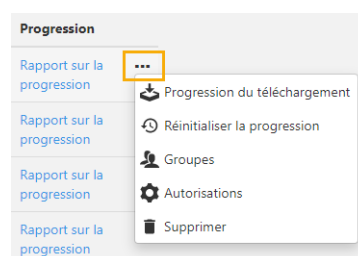 Progression
Rapport sur la
progression
Progression du téléchargement
Rapport sur la
progression
Réinitialiser la progression
Groupes
Rapport sur la
progression
Autorisations
Rapport sur la
progression
Supprimer